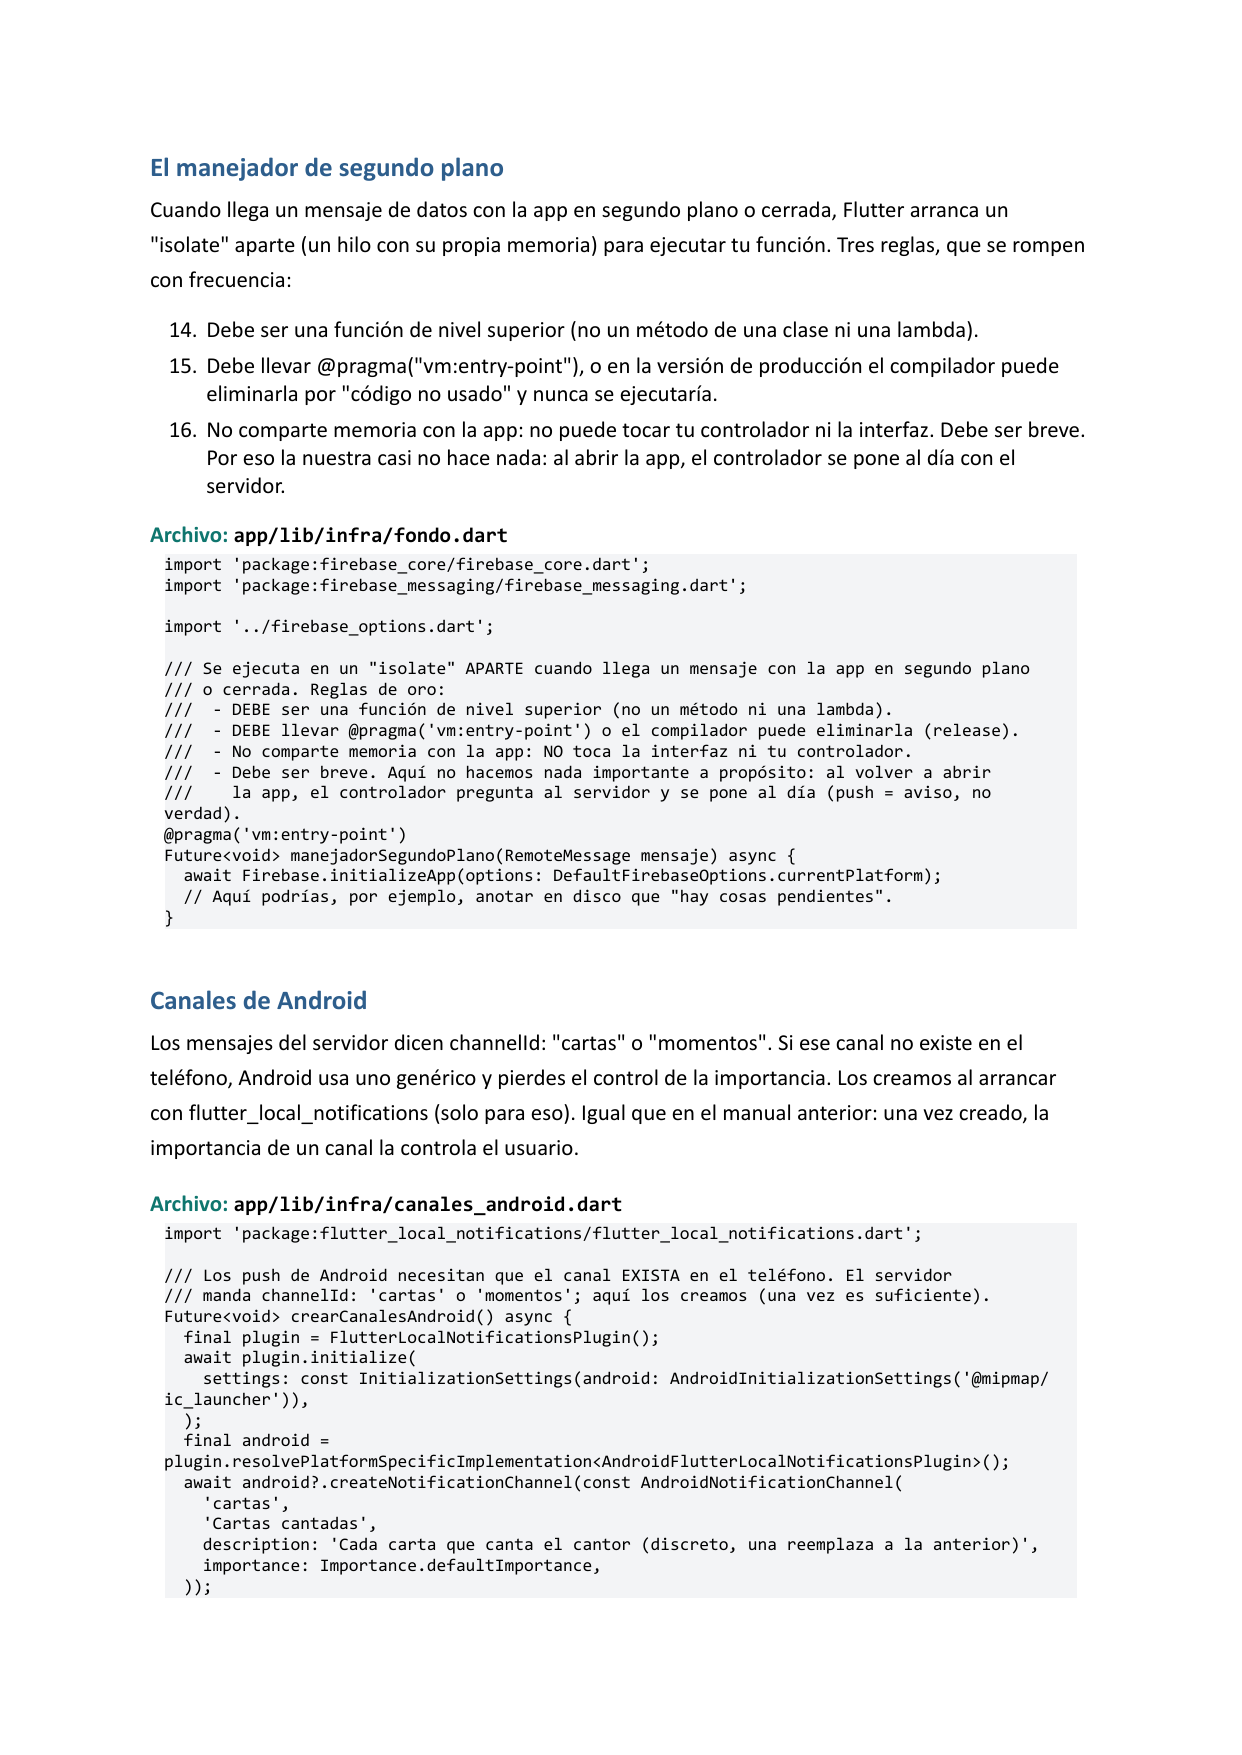 El manejador de segundo plano
Cuando llega un mensaje de datos con la app en segundo plano o cerrada, Flutter arranca un
"isolate" aparte (un hilo con su propia memoria) para ejecutar tu función. Tres reglas, que se rompen
con frecuencia:
14. Debe ser una función de nivel superior (no un método de una clase ni una lambda).
15. Debe llevar @pragma("vm:entry-point"), o en la versión de producción el compilador puede
eliminarla por "código no usado" y nunca se ejecutaría.
16. No comparte memoria con la app: no puede tocar tu controlador ni la interfaz. Debe ser breve.
Por eso la nuestra casi no hace nada: al abrir la app, el controlador se pone al día con el
servidor.
Archivo: app/lib/infra/fondo.dart
import 'package:firebase_core/firebase_core.dart';
import 'package:firebase_messaging/firebase_messaging.dart';

import '../firebase_options.dart';

/// Se ejecuta en un "isolate" APARTE cuando llega un mensaje con la app en segundo plano
/// o cerrada. Reglas de oro:
///  - DEBE ser una función de nivel superior (no un método ni una lambda).
///  - DEBE llevar @pragma('vm:entry-point') o el compilador puede eliminarla (release).
///  - No comparte memoria con la app: NO toca la interfaz ni tu controlador.
///  - Debe ser breve. Aquí no hacemos nada importante a propósito: al volver a abrir
///    la app, el controlador pregunta al servidor y se pone al día (push = aviso, no
verdad).
@pragma('vm:entry-point')
Future<void> manejadorSegundoPlano(RemoteMessage mensaje) async {
  await Firebase.initializeApp(options: DefaultFirebaseOptions.currentPlatform);
  // Aquí podrías, por ejemplo, anotar en disco que "hay cosas pendientes".
}

Canales de Android
Los mensajes del servidor dicen channelId: "cartas" o "momentos". Si ese canal no existe en el
teléfono, Android usa uno genérico y pierdes el control de la importancia. Los creamos al arrancar
con flutter_local_notifications (solo para eso). Igual que en el manual anterior: una vez creado, la
importancia de un canal la controla el usuario.
Archivo: app/lib/infra/canales_android.dart
import 'package:flutter_local_notifications/flutter_local_notifications.dart';

/// Los push de Android necesitan que el canal EXISTA en el teléfono. El servidor
/// manda channelId: 'cartas' o 'momentos'; aquí los creamos (una vez es suficiente).
Future<void> crearCanalesAndroid() async {
  final plugin = FlutterLocalNotificationsPlugin();
  await plugin.initialize(
    settings: const InitializationSettings(android: AndroidInitializationSettings('@mipmap/
ic_launcher')),
  );
  final android =
plugin.resolvePlatformSpecificImplementation<AndroidFlutterLocalNotificationsPlugin>();
  await android?.createNotificationChannel(const AndroidNotificationChannel(
    'cartas',
    'Cartas cantadas',
    description: 'Cada carta que canta el cantor (discreto, una reemplaza a la anterior)',
    importance: Importance.defaultImportance,
  ));